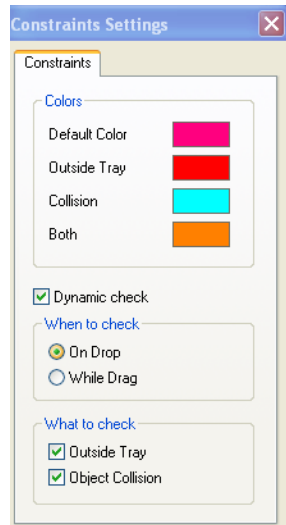 Constraints Settings
Constraints
Colors
Default Color
Outside Tray
Collision
Both
Dynamic check
When to check
On Drop
While Drag
What to check
Outside Tray
Object Collision